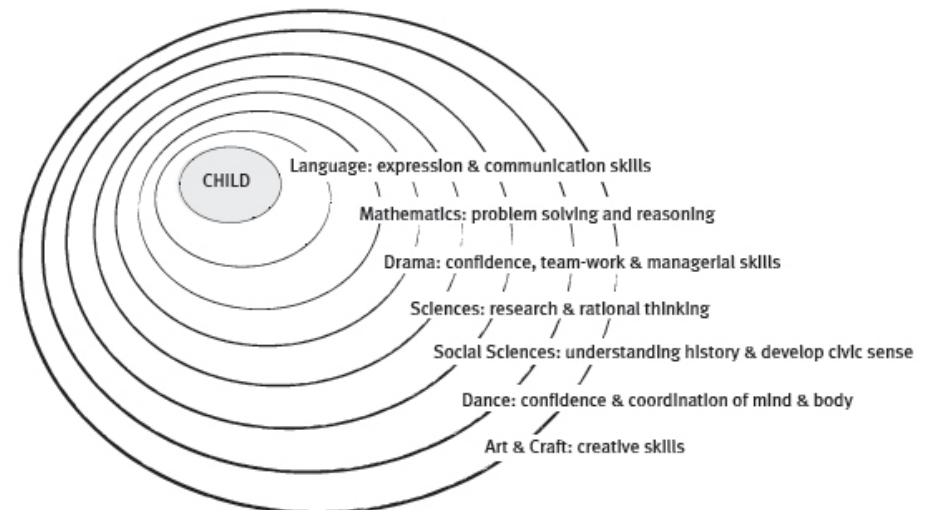 CHILD
Language: expression & communication skills
Mathematics: problem solving and reasoning
Drama: confidence, team-work & managerial skills
Sciences: research & rational thinking
Social Sciences: understanding history & develop civic sense
Dance: confidence & coordination of mind & body
Art & Craft: creative skills